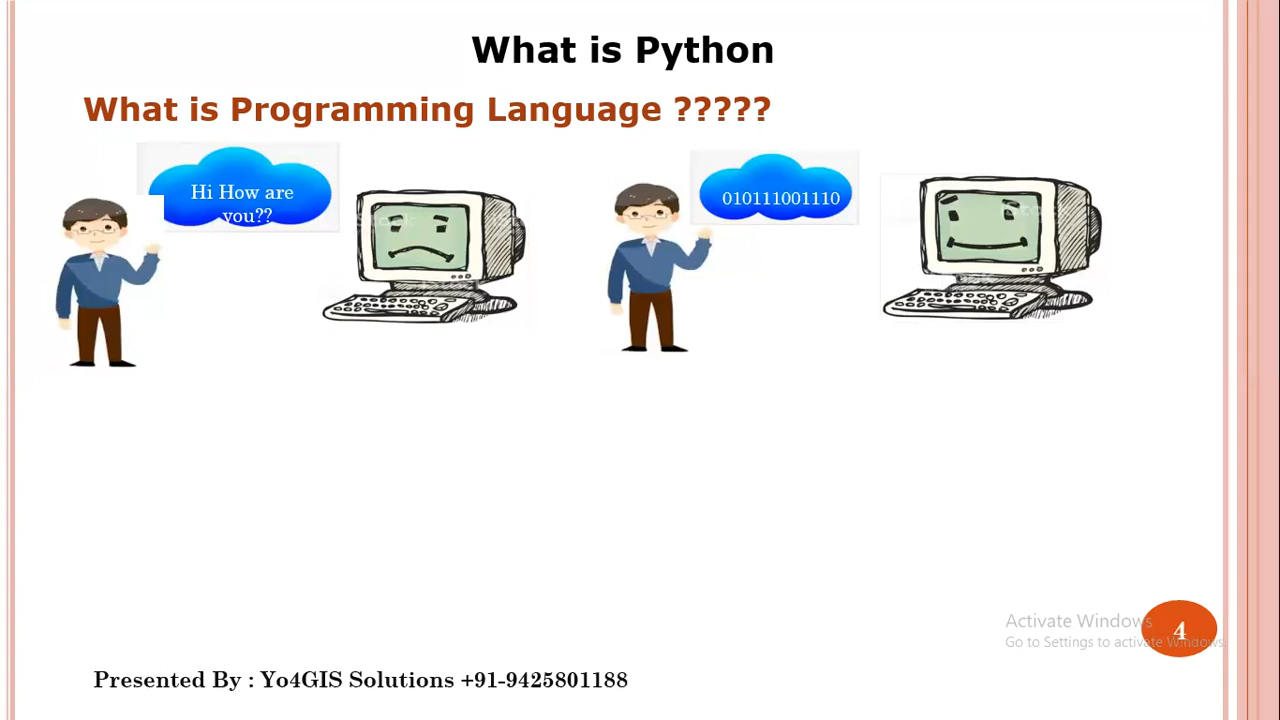 What is Python
What is Programming Language ?????
Hi How are
you??
010111001110
Activate Windows
Go to Settings to activate Windows.
4
Presented By : Yo4GIS Solutions +91-9425801188